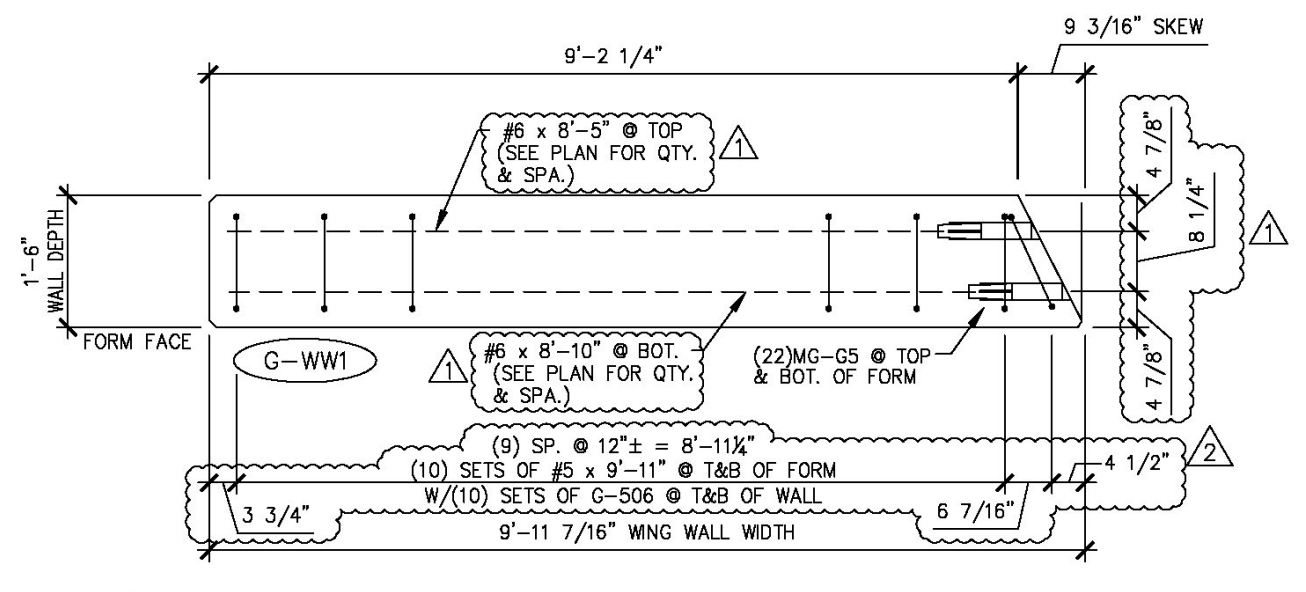 9 3/16" SKEW
9'-2 1/4"
#6 x 8'-5" @ TOP
(SEE PLAN FOR QTY.
& SPA.)
1
4 7/8"
8 1/4"
1
1'-6"
WALL DEPTH
FORM FACE
G-WW1
1
#6 x 8'-10" @ BOT.
(SEE PLAN FOR QTY.
& SPA.)
(22)MG-G5 @ TOP
& BOT. OF FORM
4 7/8"
(9) SP. @ 12"± = 8'-11¼"
(10) SETS OF #5 x 9'-11" @ T&B OF FORM
W/(10) SETS OF G-506 @ T&B OF WALL
4 1/2"
2
3 3/4"
6 7/16"
9'-11 7/16" WING WALL WIDTH